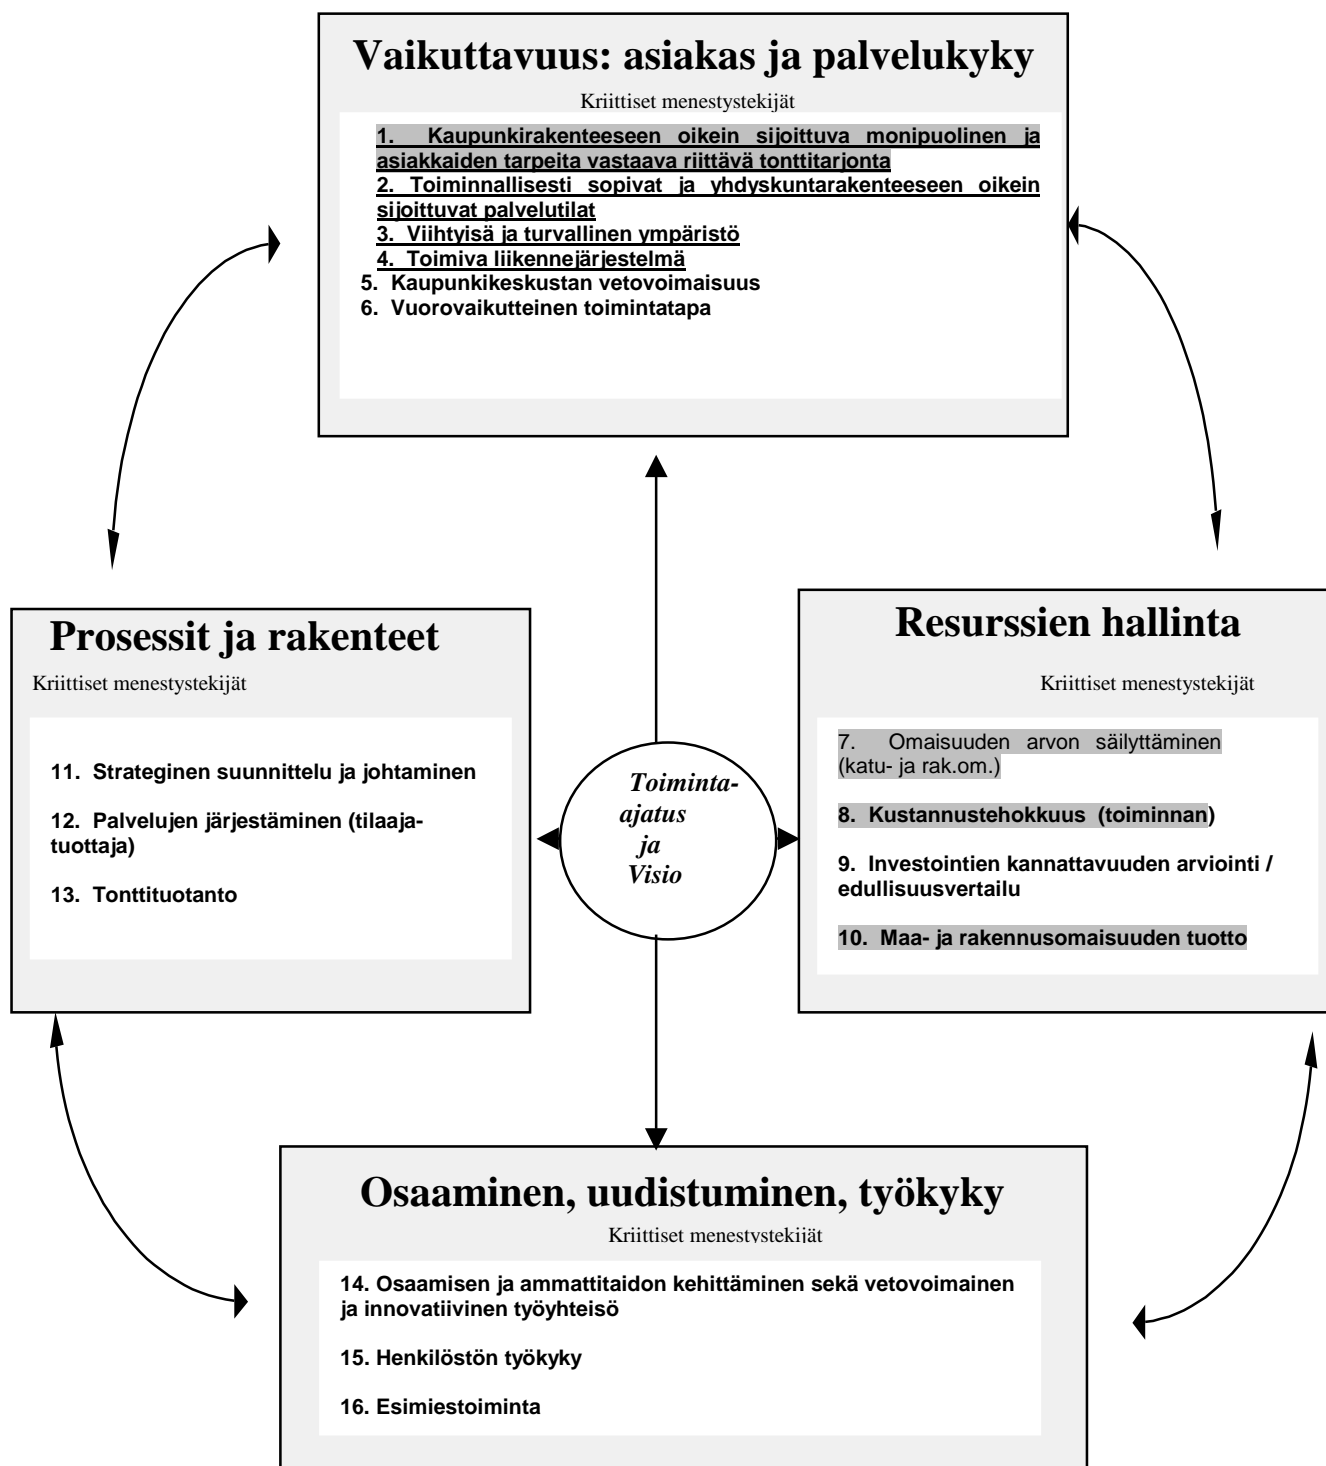 Vaikuttavuus: asiakas ja palvelukyky
Kriittiset menestystekijät
1. Kaupunkirakenteeseen oikein sijoittuva monipuolinen ja
asiakkaiden tarpeita vastaava riittävä tonttitarjonta
2. Toiminnallisesti sopivat ja yhdyskuntarakenteeseen oikein
sijoittuvat palvelutilat
3. Viihtyisä ja turvallinen ympäristö
4. Toimiva liikennejärjestelmä
5. Kaupunkikeskustan vetovoimaisuus
6. Vuorovaikutteinen toimintatapa
Prosessit ja rakenteet
Kriittiset menestystekijät
11. Strateginen suunnittelu ja johtaminen
12. Palvelujen järjestäminen (tilaaja-
tuottaja)
13. Tonttituotanto
Toiminta-
ajatus
ja
Visio
Resurssien hallinta
Kriittiset menestystekijät
7. Omaisuuden arvon säilyttäminen
(katu- ja rak.om.)
8. Kustannustehokkuus (toiminnan)
9. Investointien kannattavuuden arviointi /
edullisuusvertailu
10. Maa- ja rakennusomaisuuden tuotto
Osaaminen, uudistuminen, työkyky
Kriittiset menestystekijät
14. Osaamisen ja ammattitaidon kehittäminen sekä vetovoimainen
ja innovatiivinen työyhteisö
15. Henkilöstön työkyky
16. Esimiestoiminta